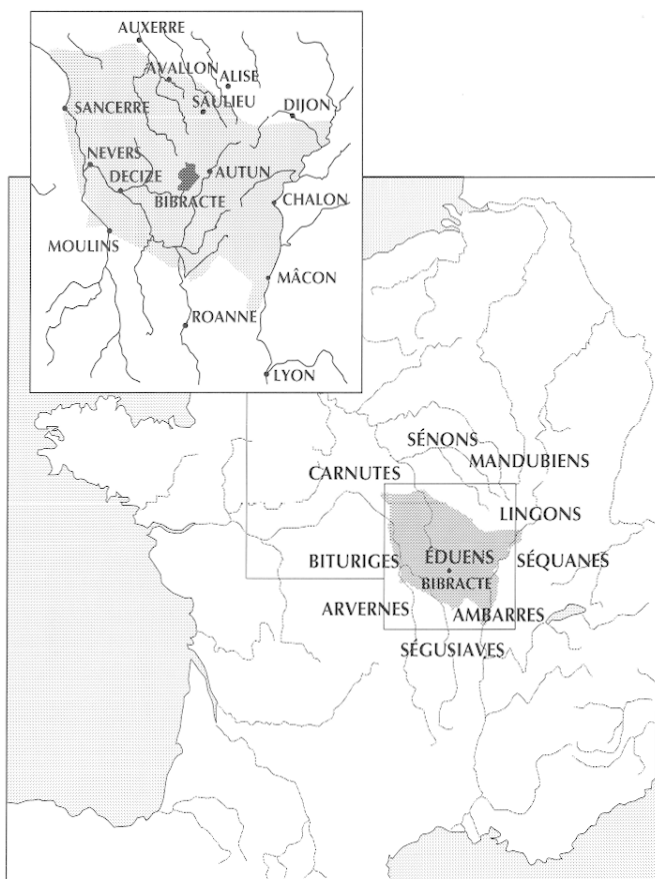 AUXERRE
AVALLON
ALISE
SAULIEU
DIJON
SANCERRE
NEVERS
DECIZE
AUTUN
BIBRACTE
CHALON
MOULINS
MÂCON
ROANNE
LYON
SÉNONS
MANDUBIENS
CARNUTES
LINGONS
BITURIGES
ÉDUENS
SÉQUANES
BIBRACTE
ARVERNES
AMBARRES
SÉGUSIAVES